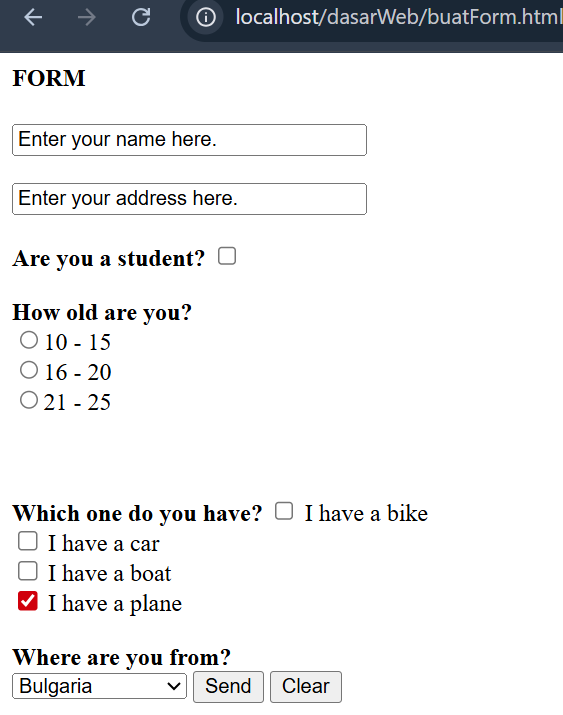 localhost/dasarWeb/buatForm.html
FORM
Enter your name here.
Enter your address here.
Are you a student?
How old are you?
10 - 15
16 - 20
21 - 25
Which one do you have? I have a bike
I have a car
I have a boat
I have a plane
Where are you from?
Bulgaria Send Clear